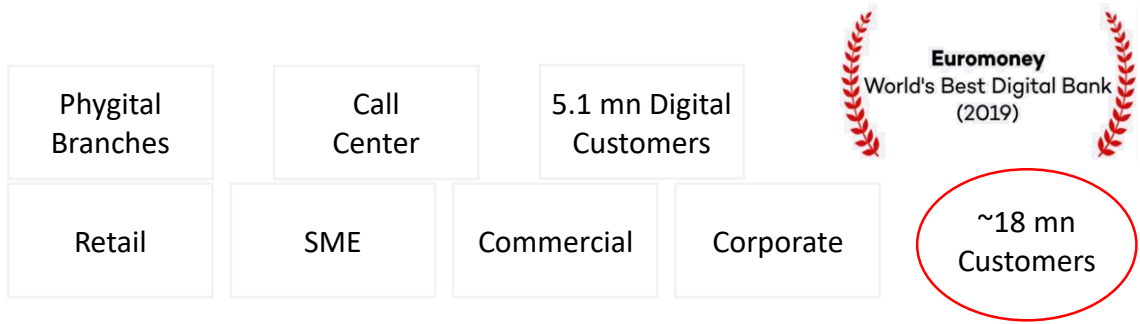 Euromoney
World's Best Digital Bank
(2019)
Phygital
Branches
Call
Center
5.1 mn Digital
Customers
Retail
SME
Commercial
Corporate
~18 mn
Customers